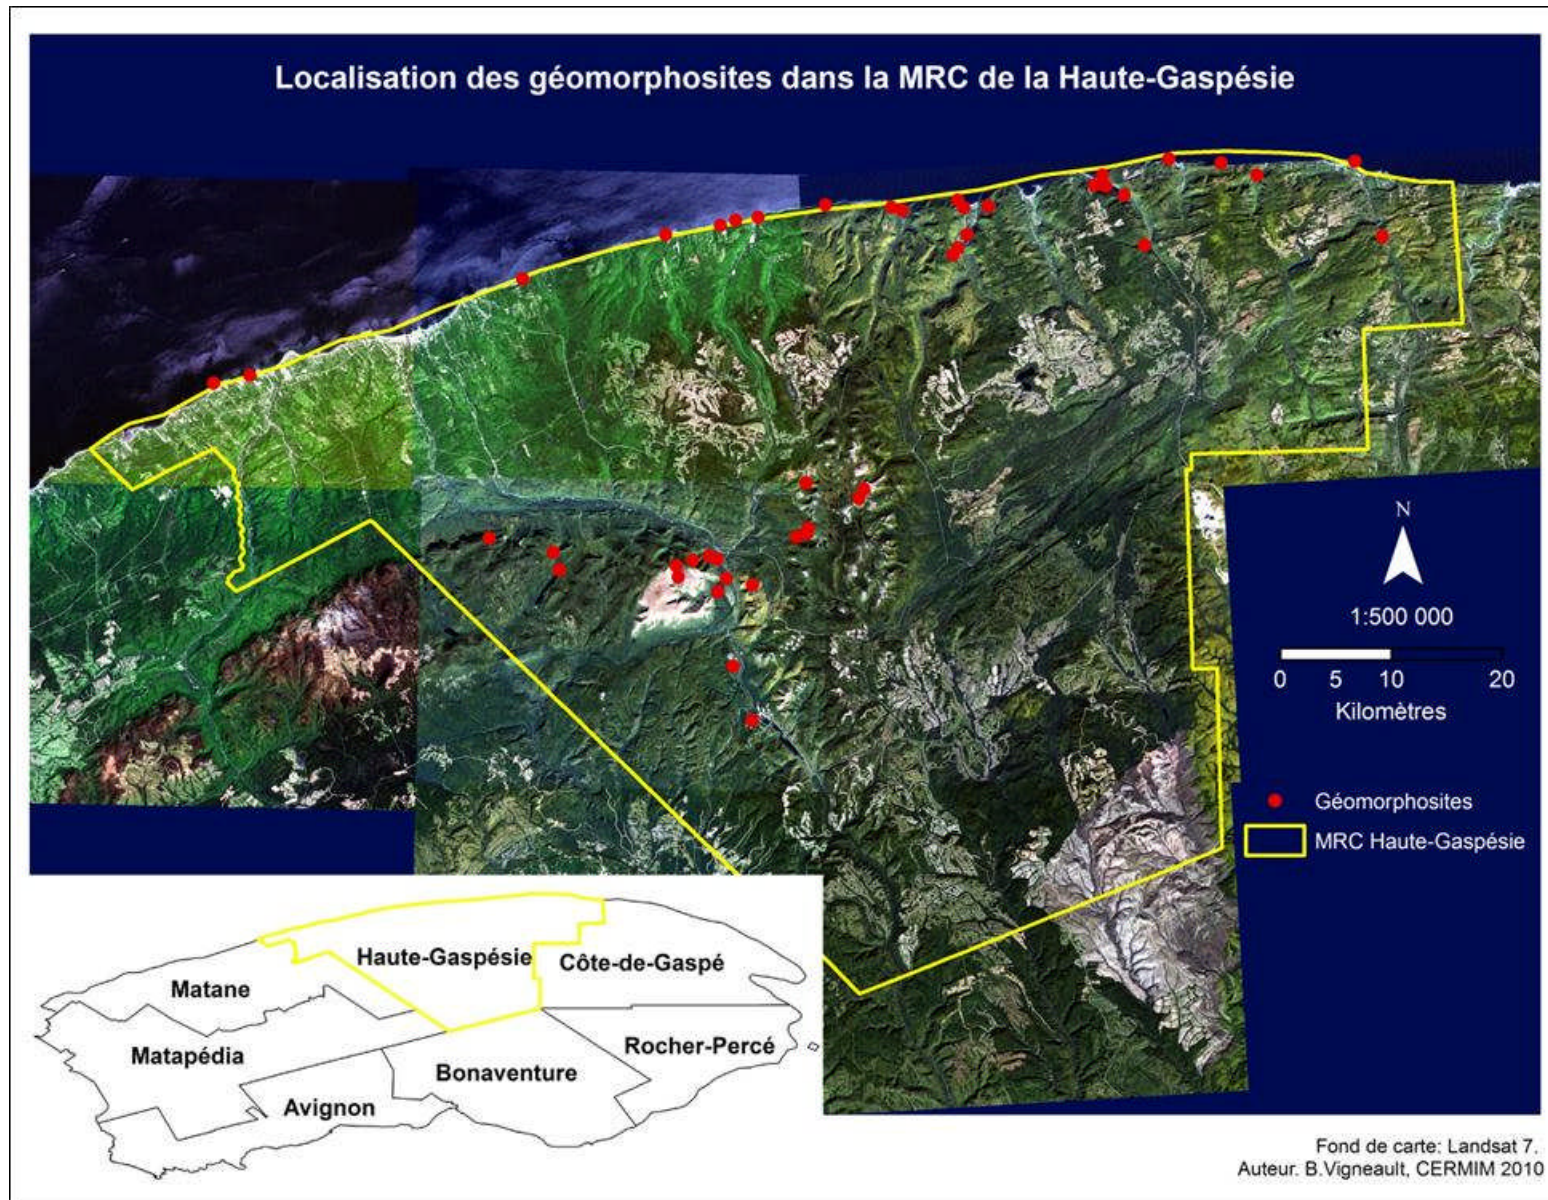 Localisation des géomorphosites dans la MRC de la Haute-Gaspésie
N
1:500 000
0 5 10 20
Kilomètres
Géomorphosites
MRC Haute-Gaspésie
Haute-Gaspésie
Côte-de-Gaspé
Matane
Rocher-Percé
Matapédia
Bonaventure
Avignon
Fond de carte: Landsat 7.
Auteur. B.Vigneault, CERMIM 2010